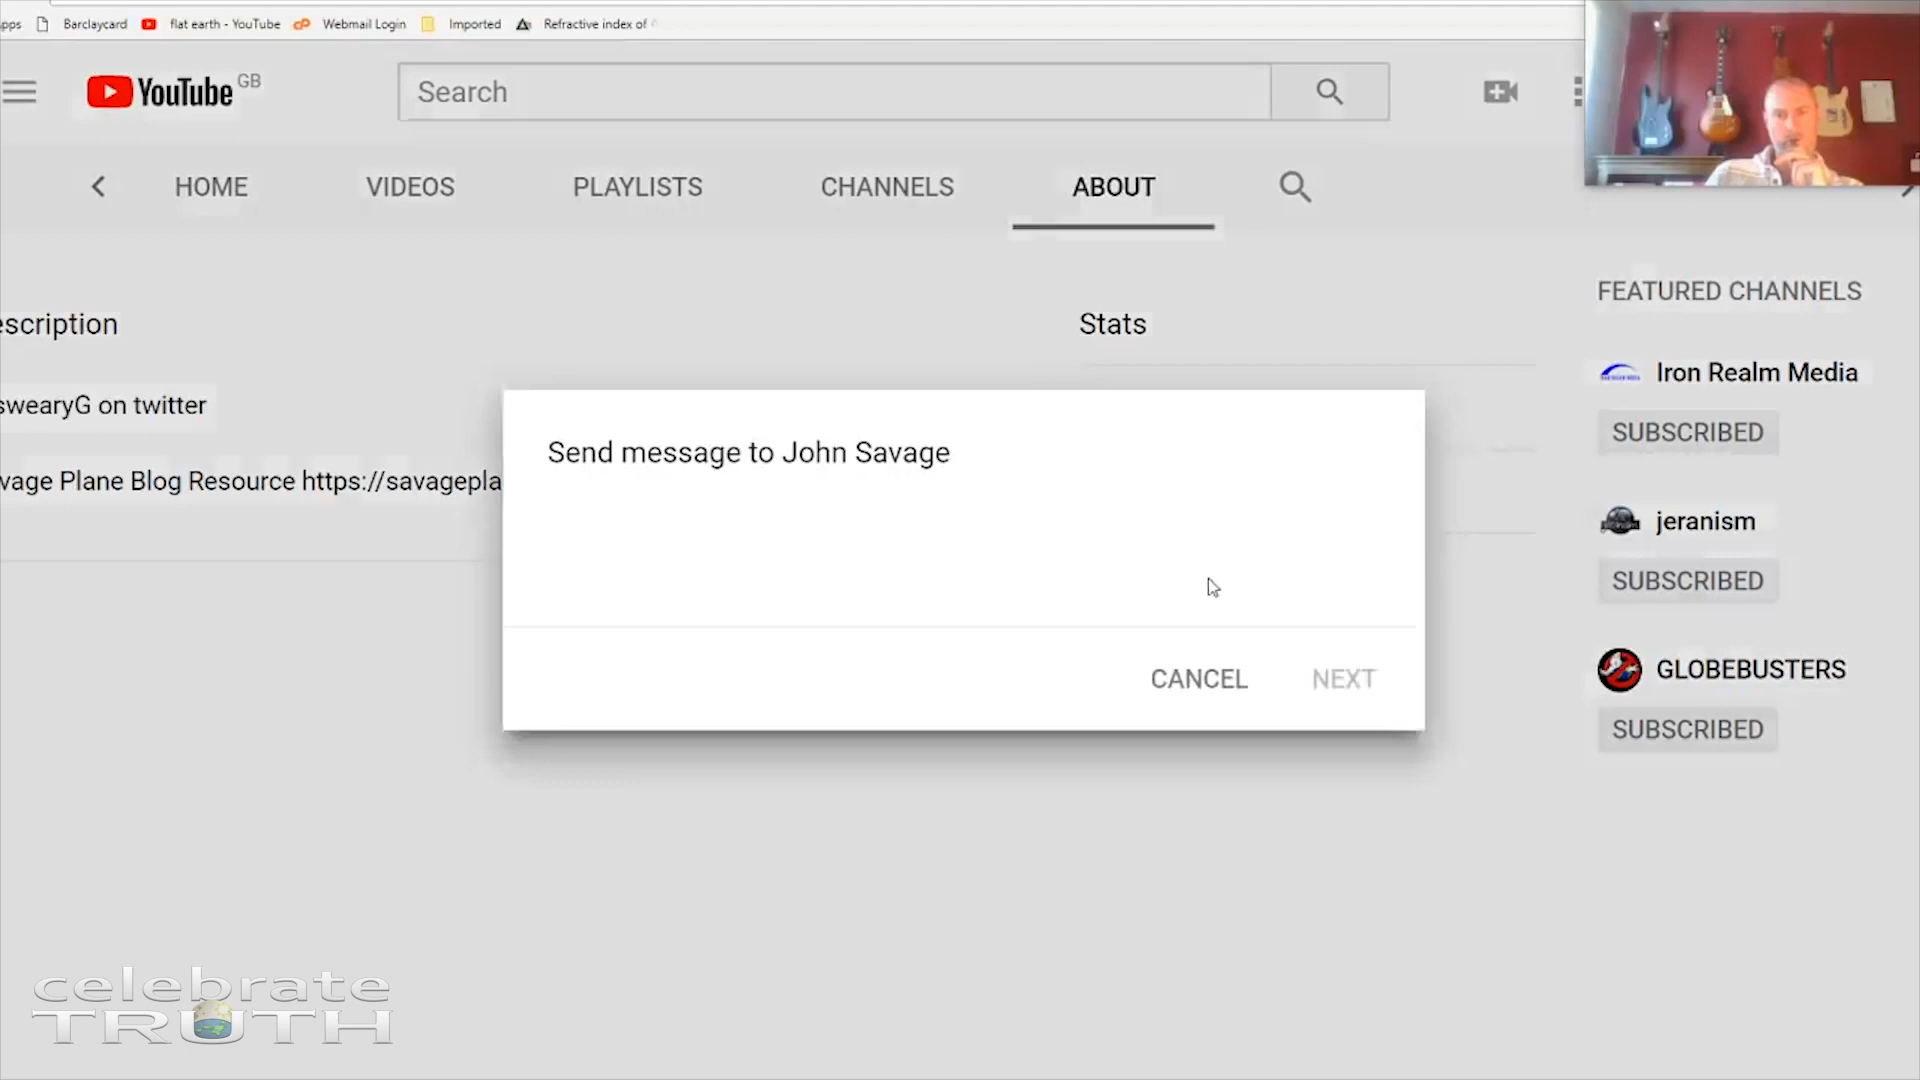 pps Barclaycard flat earth - YouTube Webmail Login Imported Refractive index of
YouTube GB Search
HOME VIDEOS PLAYLISTS CHANNELS ABOUT
FEATURED CHANNELS
escription Stats
Iron Realm Media
swearyG on twitter
SUBSCRIBED
Send message to John Savage
vage Plane Blog Resource https://savagepla
jeranism
SUBSCRIBED
GLOBEBUSTERS
CANCEL NEXT
SUBSCRIBED
celebrate
TRUTH